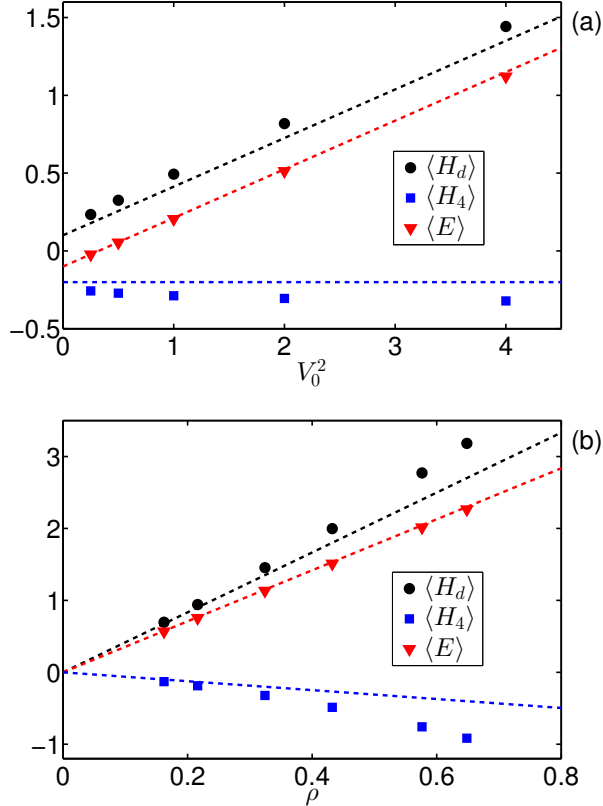 (a)
1.5
1
0.5
0
−0.5
⟨H_d⟩
⟨H_4⟩
⟨E⟩
0 1 2 3 4
V_0^2
(b)
3
2
1
0
−1
⟨H_d⟩
⟨H_4⟩
⟨E⟩
0 0.2 0.4 0.6 0.8
ρ